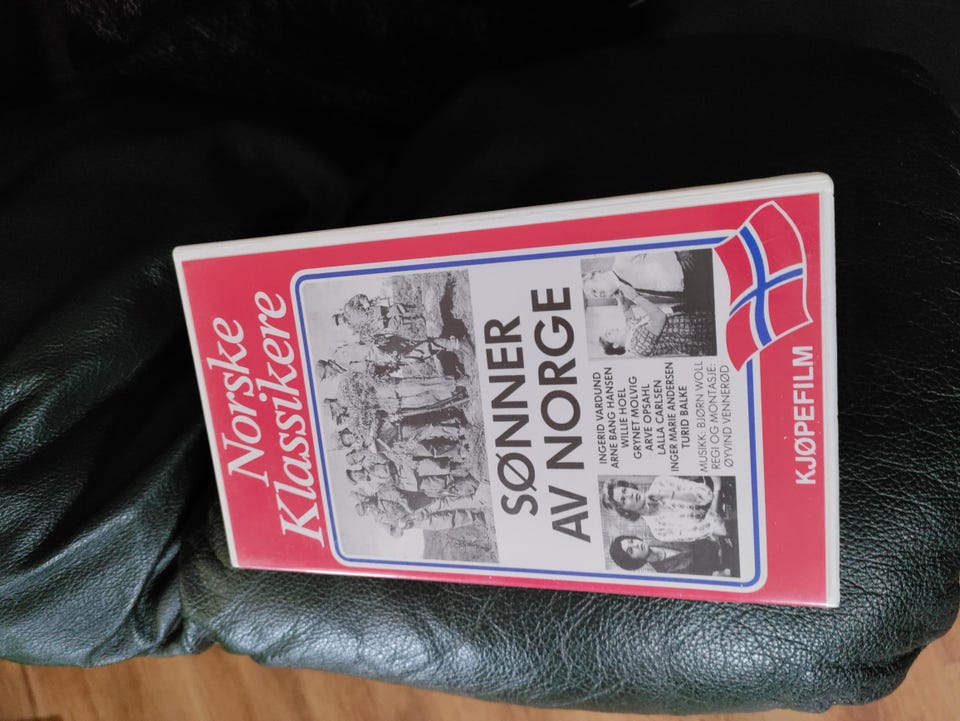 Norske
Klassikere
SØNNER
AV NORGE
INGERID VARDUND
ARNE BANG HANSEN
WILLIE HOEL
GRYNET MOLVIG
ARVE OPSAHL
LALLA CARLSEN
INGER MARIE ANDERSEN
TURID BALKE
MUSIKK: BJØRN WOLL
REGI OG MONTASJE:
ØYVIND VENNERØD
KJØPEFILM